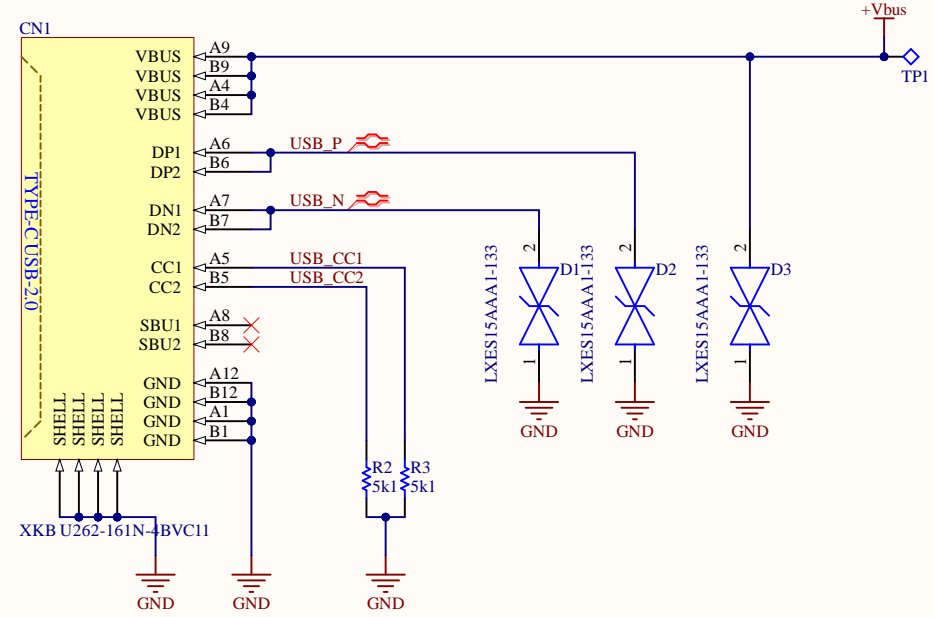 CN1
+Vbus
TP1
VBUS A9
VBUS B9
VBUS A4
VBUS B4
DP1 A6 USB_P
DP2 B6
DN1 A7 USB_N
DN2 B7
CC1 A5 USB_CC1
CC2 B5 USB_CC2
SBU1 A8
SBU2 B8
GND A12
GND B12
GND A1
GND B1
TYPE-C USB-2.0
SHELL
SHELL
SHELL
SHELL
XKB U262-161N-4BVC11
LXES15AAA1-133
2
D1
1
GND
LXES15AAA1-133
2
D2
1
GND
LXES15AAA1-133
2
D3
1
GND
R2
5k1
R3
5k1
GND
GND
GND